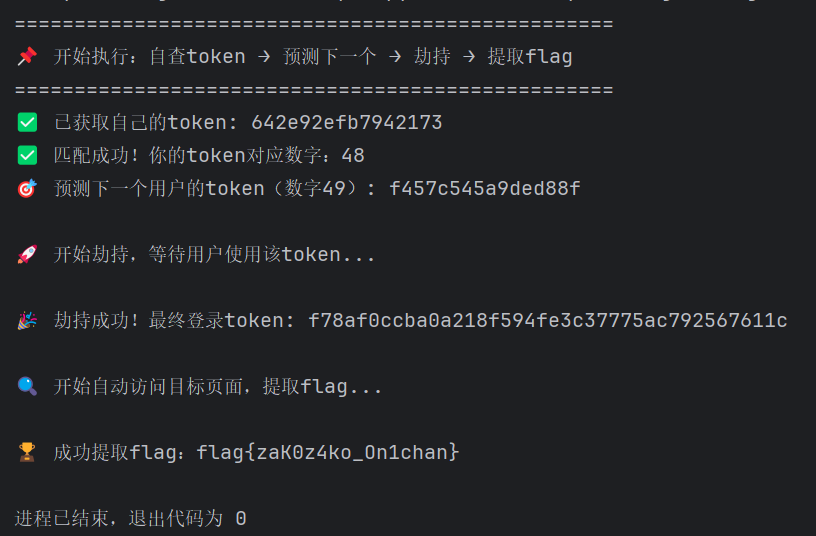 ==================================================
📌 开始执行：自查token → 预测下一个 → 劫持 → 提取flag
==================================================
✅ 已获取自己的token: 642e92efb7942173
✅ 匹配成功！你的token对应数字：48
🎯 预测下一个用户的token（数字49）: f457c545a9ded88f
🚀 开始劫持，等待用户使用该token...
🎉 劫持成功！最终登录token: f78af0ccba0a218f594fe3c37775ac792567611c
🔍 开始自动访问目标页面，提取flag...
🏆 成功提取flag：flag{zaK0z4ko_On1chan}
进程已结束，退出代码为 0